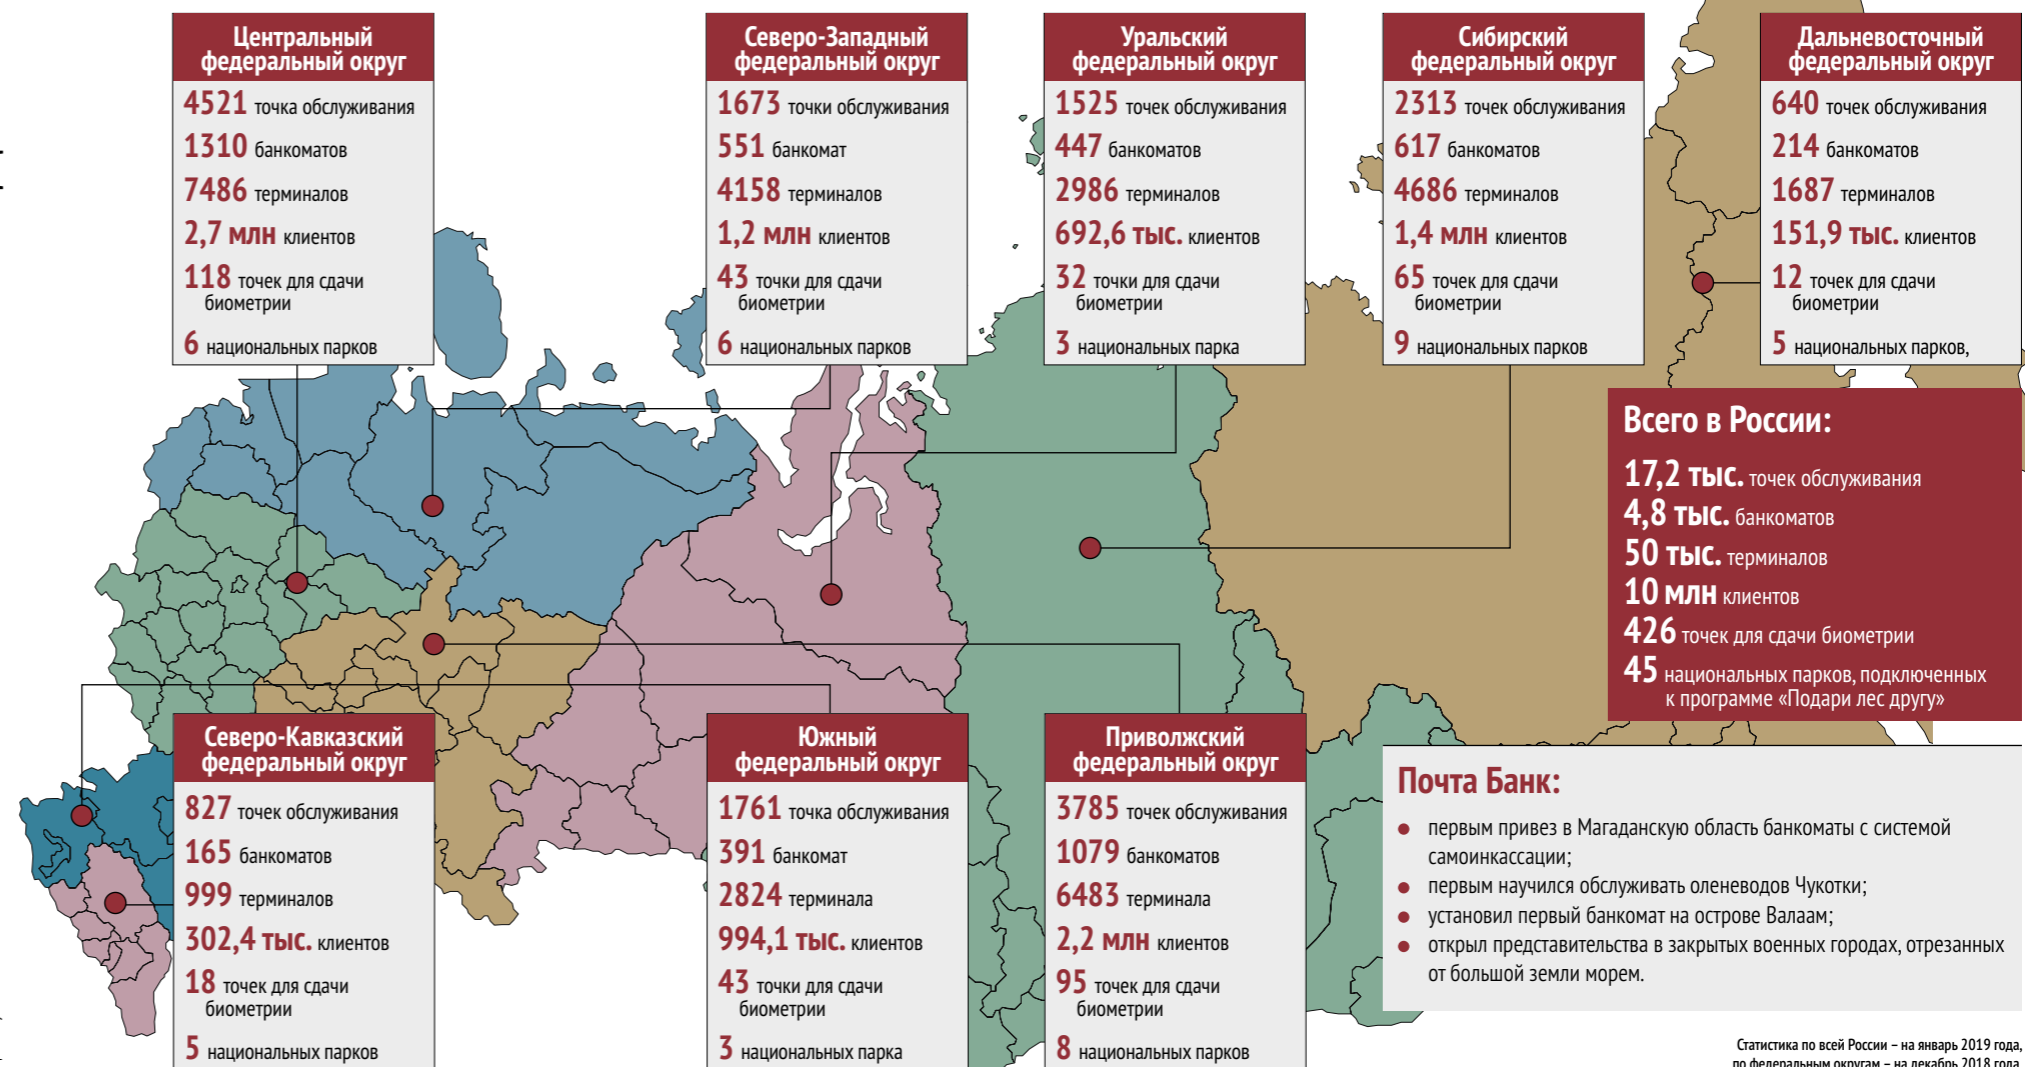 Центральный
федеральный округ
4521 точка обслуживания
1310 банкоматов
7486 терминалов
2,7 млн клиентов
118 точек для сдачи
биометрии
6 национальных парков
Северо-Западный
федеральный округ
1673 точки обслуживания
551 банкомат
4158 терминалов
1,2 млн клиентов
43 точки для сдачи
биометрии
6 национальных парков
Уральский
федеральный округ
1525 точек обслуживания
447 банкоматов
2986 терминалов
692,6 тыс. клиентов
32 точки для сдачи
биометрии
3 национальных парка
Сибирский
федеральный округ
2313 точек обслуживания
617 банкоматов
4686 терминалов
1,4 млн клиентов
65 точек для сдачи
биометрии
9 национальных парков
Дальневосточный
федеральный округ
640 точек обслуживания
214 банкоматов
1687 терминалов
151,9 тыс. клиентов
12 точек для сдачи
биометрии
5 национальных парков,
Всего в России:
17,2 тыс. точек обслуживания
4,8 тыс. банкоматов
50 тыс. терминалов
10 млн клиентов
426 точек для сдачи биометрии
45 национальных парков, подключенных
к программе «Подари лес другу»
Северо-Кавказский
федеральный округ
827 точек обслуживания
165 банкоматов
999 терминалов
302,4 тыс. клиентов
18 точек для сдачи
биометрии
5 национальных парков
Южный
федеральный округ
1761 точка обслуживания
391 банкомат
2824 терминала
994,1 тыс. клиентов
43 точки для сдачи
биометрии
3 национальных парка
Приволжский
федеральный округ
3785 точек обслуживания
1079 банкоматов
6483 терминала
2,2 млн клиентов
95 точек для сдачи
биометрии
8 национальных парков
Почта Банк:
● первым привез в Магаданскую область банкоматы с системой
самоинкассации;
● первым научился обслуживать оленеводов Чукотки;
● установил первый банкомат на острове Валаам;
● открыл представительства в закрытых военных городах, отрезанных
от большой земли морем.
Статистика по всей России – на январь 2019 года,
по федеральным округам – на декабрь 2018 года